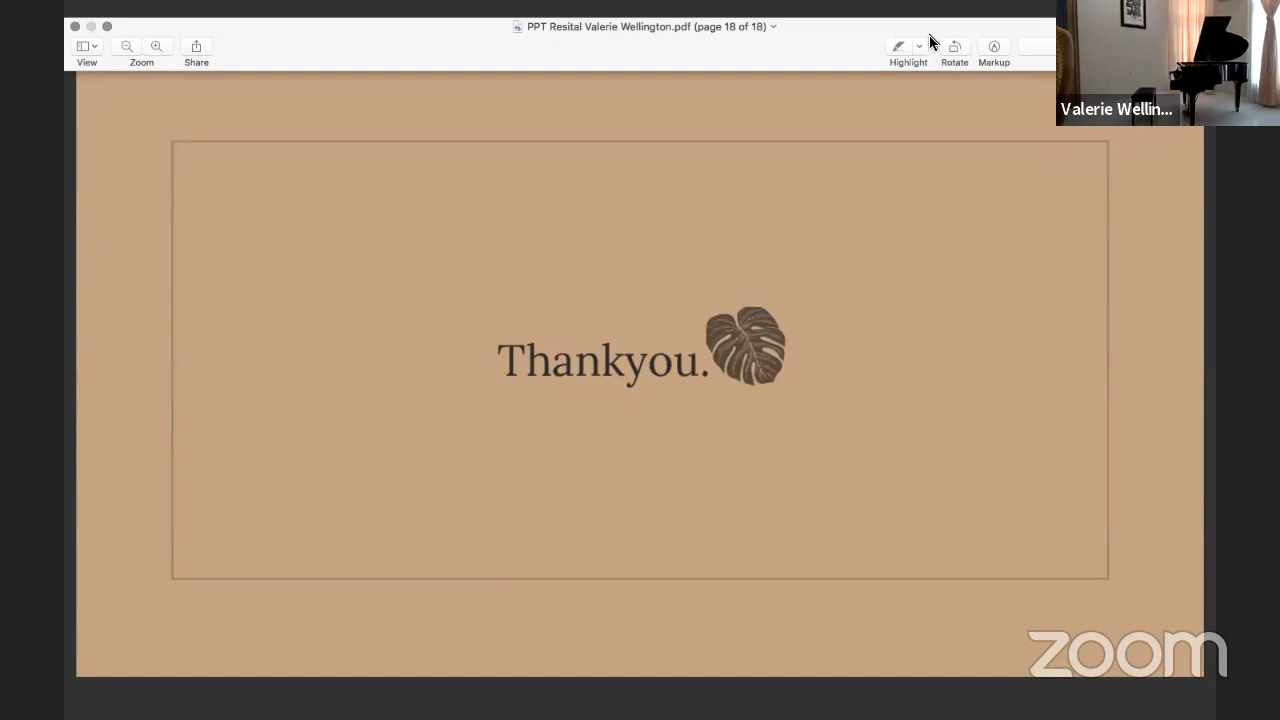 PPT Resital Valerie Wellington.pdf (page 18 of 18)
View
Zoom
Share
Highlight
Rotate
Markup
Valerie Wellin...
Thankyou.
zoom